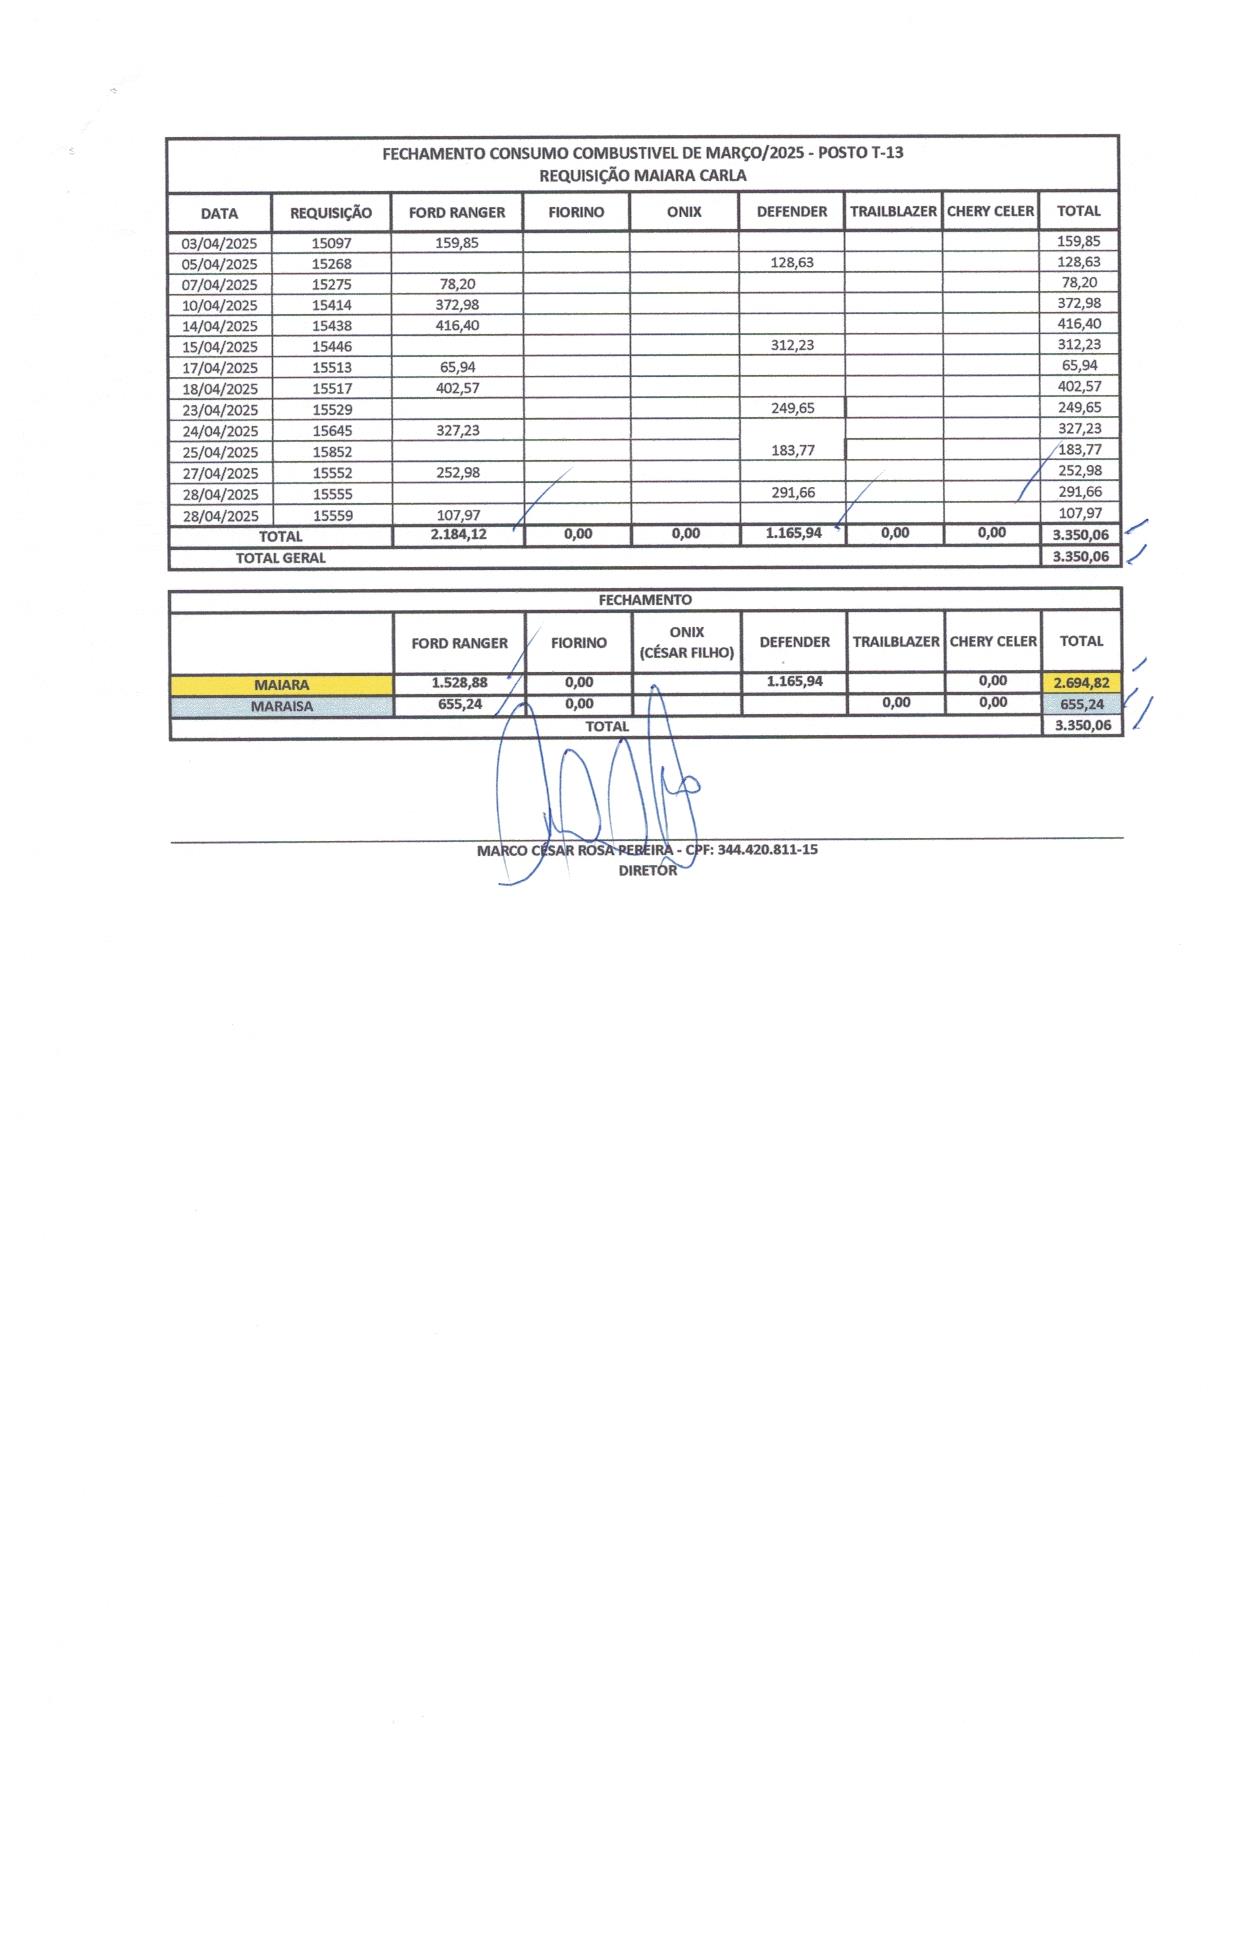 FECHAMENTO CONSUMO COMBUSTIVEL DE MARÇO/2025 - POSTO T-13
REQUISIÇÃO MAIARA CARLA
DATA REQUISIÇÃO FORD RANGER FIORINO ONIX DEFENDER TRAILBLAZER CHERY CELER TOTAL
03/04/2025 15097 159,85 159,85
05/04/2025 15268 128,63 128,63
07/04/2025 15275 78,20 78,20
10/04/2025 15414 372,98 372,98
14/04/2025 15438 416,40 416,40
15/04/2025 15446 312,23 312,23
17/04/2025 15513 65,94 65,94
18/04/2025 15517 402,57 402,57
23/04/2025 15529 249,65 249,65
24/04/2025 15645 327,23 327,23
25/04/2025 15852 183,77 183,77
27/04/2025 15552 252,98 252,98
28/04/2025 15555 291,66 291,66
28/04/2025 15559 107,97 107,97
TOTAL 2.184,12 0,00 0,00 1.165,94 0,00 0,00 3.350,06
TOTAL GERAL 3.350,06
FECHAMENTO
FORD RANGER FIORINO ONIX (CÉSAR FILHO) DEFENDER TRAILBLAZER CHERY CELER TOTAL
MAIARA 1.528,88 0,00 1.165,94 0,00 2.694,82
MARAISA 655,24 0,00 0,00 0,00 655,24
TOTAL 3.350,06
MARCO CÉSAR ROSA PEREIRA - CPF: 344.420.811-15
DIRETOR